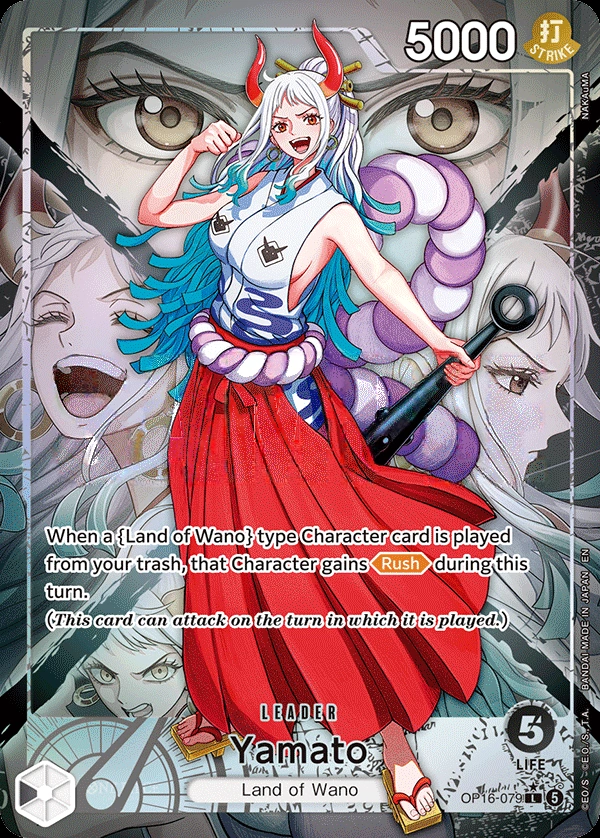 5000
打
STRIKE
NAKAUMA
When a {Land of Wano} type Character card is played
from your trash, that Character gains Rush during this
turn.
(This card can attack on the turn in which it is played.)
LEADER
Yamato
Land of Wano
5
LIFE
OP16-079 L 5
BANDAI MADE IN JAPAN EN
©E.O/S ©E.O.S.,T.A.